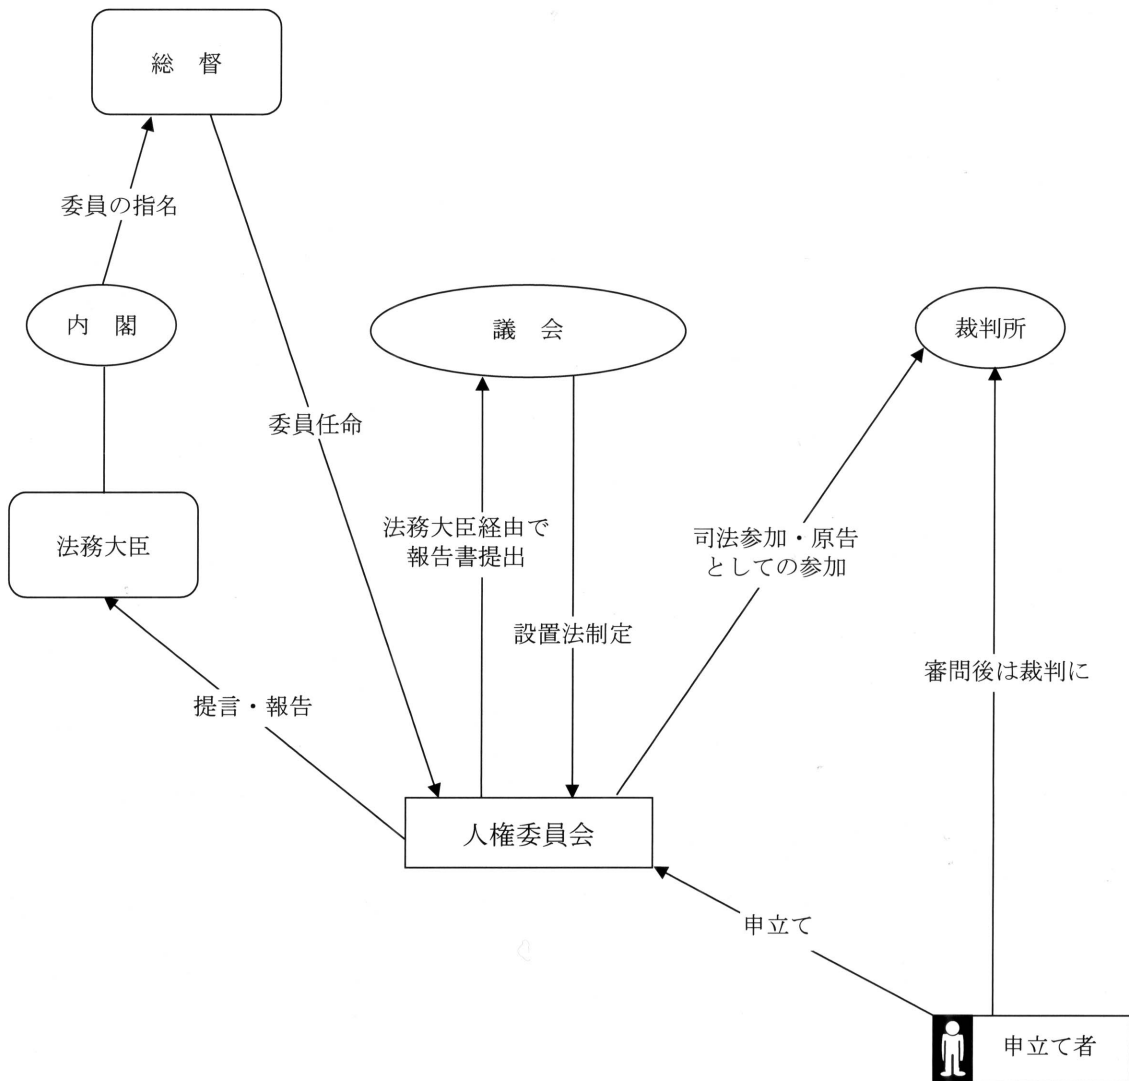 総　督
委員の指名
内　閣
議　会
裁判所
委員任命
法務大臣
法務大臣経由で
報告書提出
司法参加・原告
としての参加
設置法制定
審問後は裁判に
提言・報告
人権委員会
申立て
申立て者